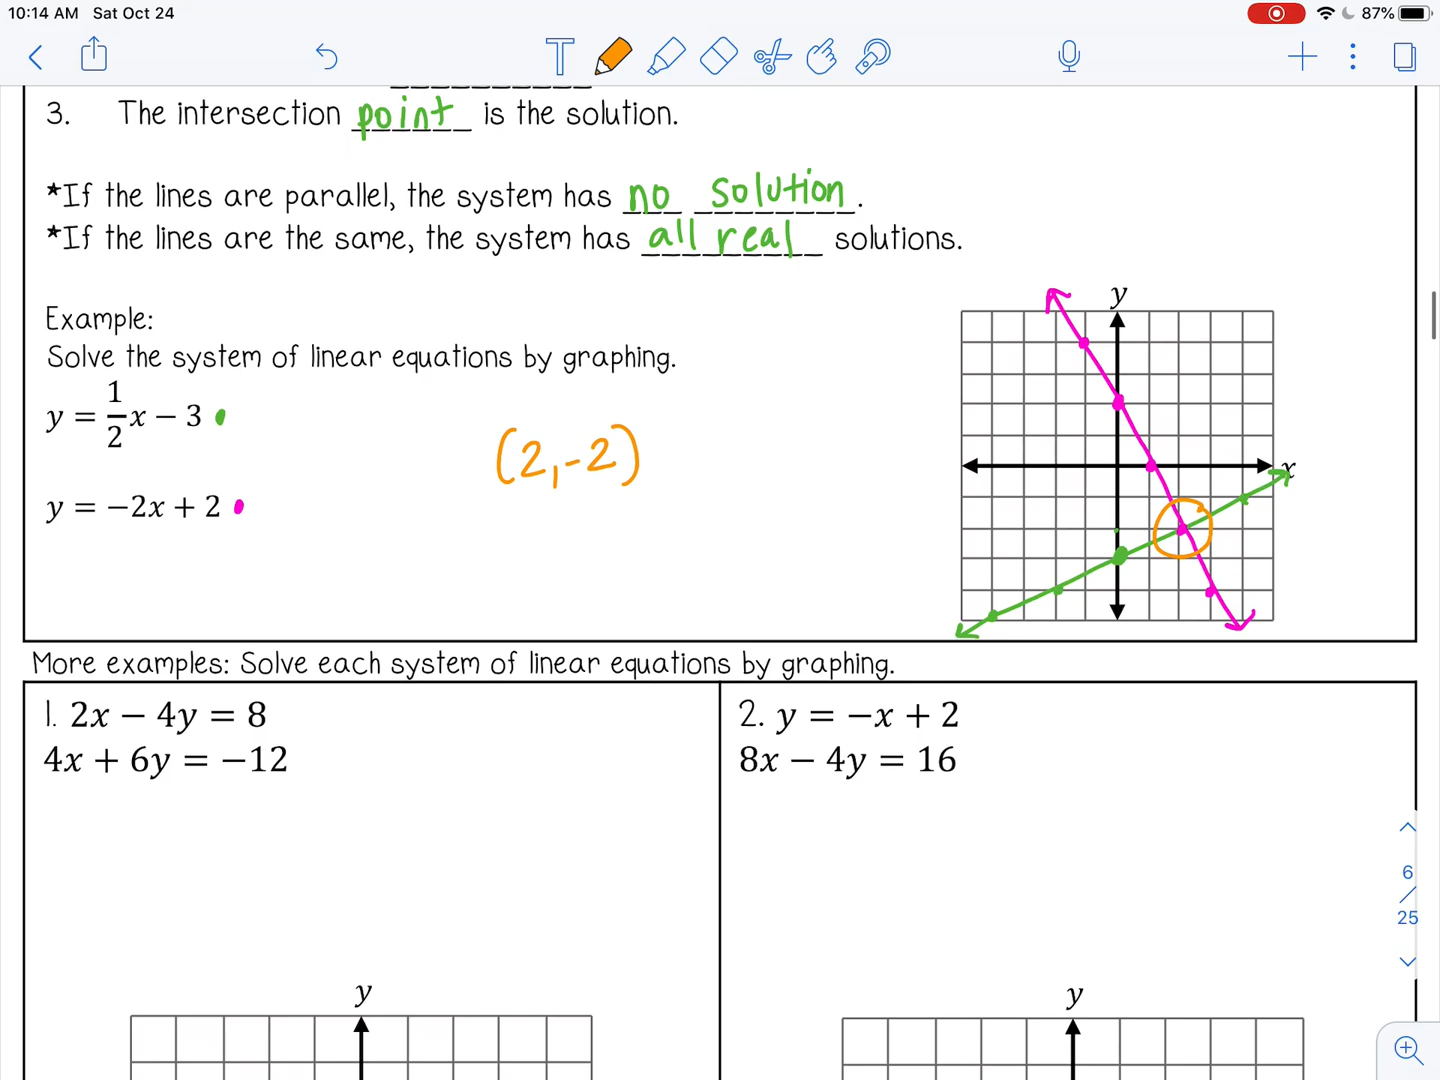 10:14 AM Sat Oct 24
87%
T
3. The intersection point is the solution.
*If the lines are parallel, the system has no solution.
*If the lines are the same, the system has all real solutions.
Example:
Solve the system of linear equations by graphing.
y = 1/2 x − 3
(2,-2)
y = −2x + 2
y
x
More examples: Solve each system of linear equations by graphing.
1. 2x − 4y = 8
4x + 6y = −12
2. y = −x + 2
8x − 4y = 16
6
/
25
y
y